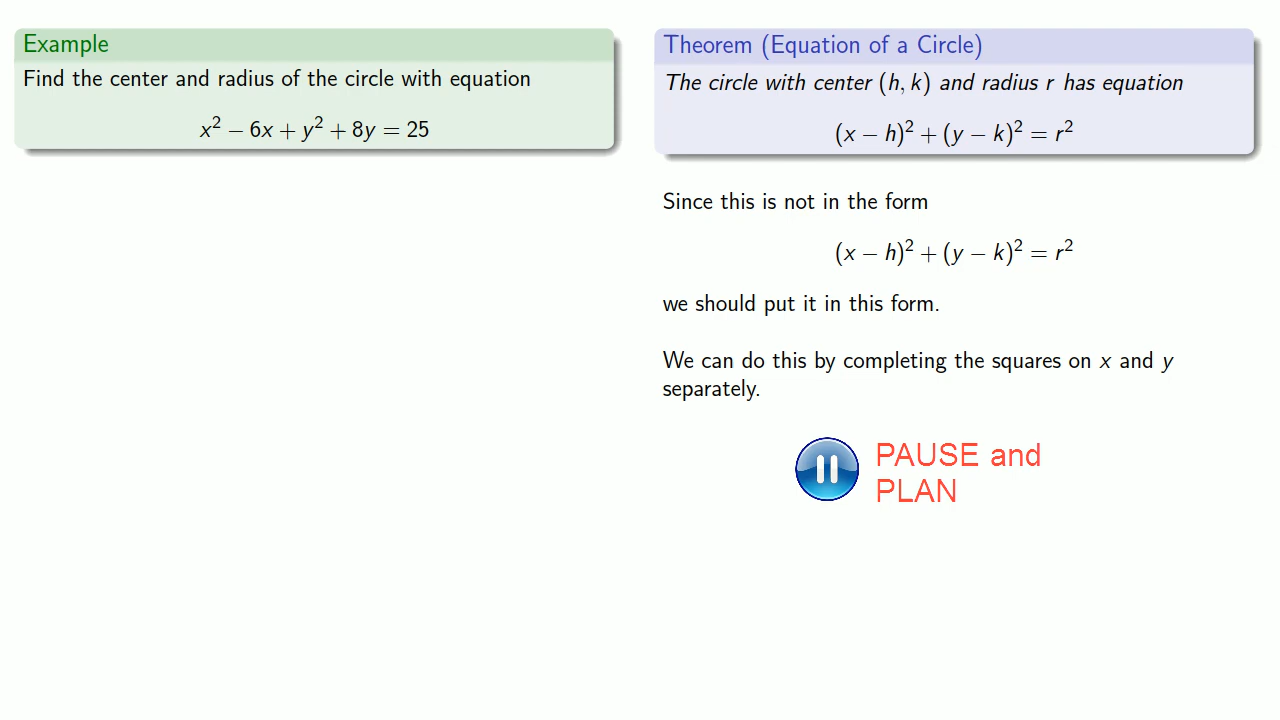 Example
Find the center and radius of the circle with equation
x² − 6x + y² + 8y = 25
Theorem (Equation of a Circle)
The circle with center (h, k) and radius r has equation
(x − h)² + (y − k)² = r²
Since this is not in the form
(x − h)² + (y − k)² = r²
we should put it in this form.
We can do this by completing the squares on x and y
separately.
PAUSE and
PLAN